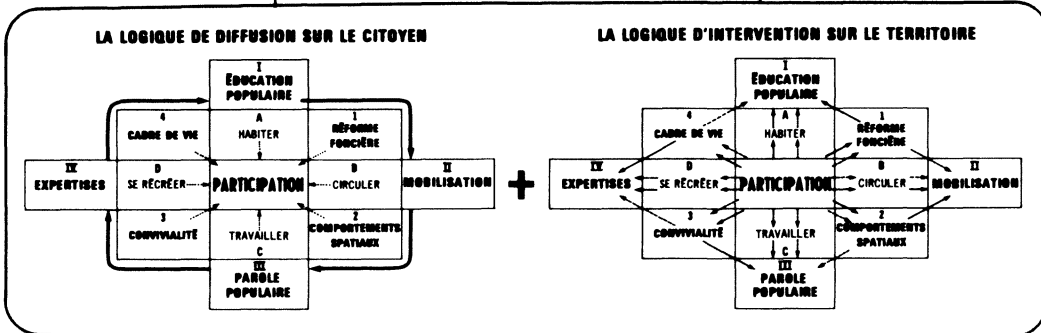 LA LOGIQUE DE DIFFUSION SUR LE CITOYEN
I
ÉDUCATION
POPULAIRE
4
A
1
CADRE DE VIE
HABITER
RÉFORME
FONCIÈRE
IV
D
B
II
EXPERTISES
SE RÉCRÉER
PARTICIPATION
CIRCULER
MOBILISATION
3
2
CONVIVIALITÉ
TRAVAILLER
COMPORTEMENTS
SPATIAUX
C
III
PAROLE
POPULAIRE
+
LA LOGIQUE D'INTERVENTION SUR LE TERRITOIRE
I
ÉDUCATION
POPULAIRE
4
A
1
CADRE DE VIE
HABITER
RÉFORME
FONCIÈRE
IV
D
B
II
EXPERTISES
SE RÉCRÉER
PARTICIPATION
CIRCULER
MOBILISATION
3
2
CONVIVIALITÉ
TRAVAILLER
COMPORTEMENTS
SPATIAUX
C
III
PAROLE
POPULAIRE